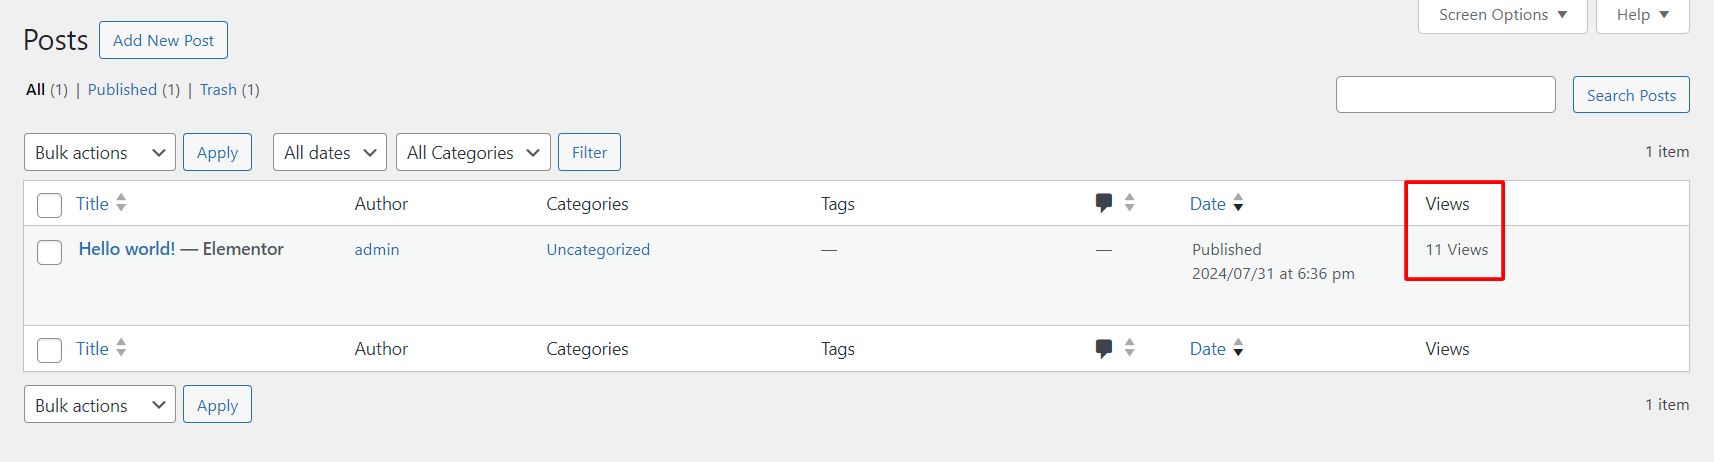 Screen Options Help
Posts Add New Post
All (1) | Published (1) | Trash (1)
Search Posts
Bulk actions Apply All dates All Categories Filter 1 item
Title Author Categories Tags Date Views
Hello world! — Elementor admin Uncategorized — — Published 11 Views
2024/07/31 at 6:36 pm
Title Author Categories Tags Date Views
Bulk actions Apply 1 item